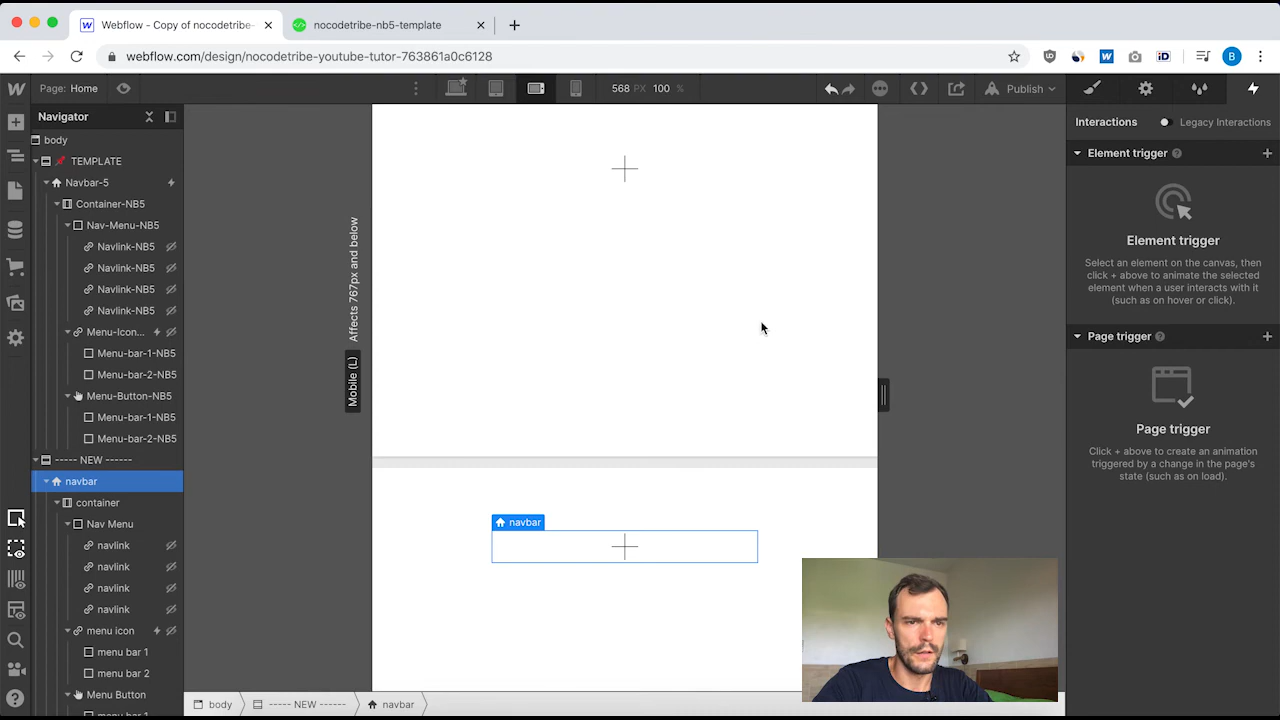 Webflow - Copy of nocodetribe-
nocodetribe-nb5-template
webflow.com/design/nocodetribe-youtube-tutor-763861a0c6128
iD
B
Page: Home
568 PX 100 %
Publish
Navigator
body
TEMPLATE
Navbar-5
Container-NB5
Nav-Menu-NB5
Navlink-NB5
Navlink-NB5
Navlink-NB5
Navlink-NB5
Menu-Icon...
Menu-bar-1-NB5
Menu-bar-2-NB5
Menu-Button-NB5
Menu-bar-1-NB5
Menu-bar-2-NB5
----- NEW ------
navbar
container
Nav Menu
navlink
navlink
navlink
navlink
menu icon
menu bar 1
menu bar 2
Menu Button
menu bar 1
Affects 767px and below
Mobile (L)
navbar
Interactions
Legacy Interactions
Element trigger
Element trigger
Select an element on the canvas, then
click + above to animate the selected
element when a user interacts with it
(such as on hover or click).
Page trigger
Page trigger
Click + above to create an animation
triggered by a change in the page's
state (such as on load).
body
----- NEW ------
navbar